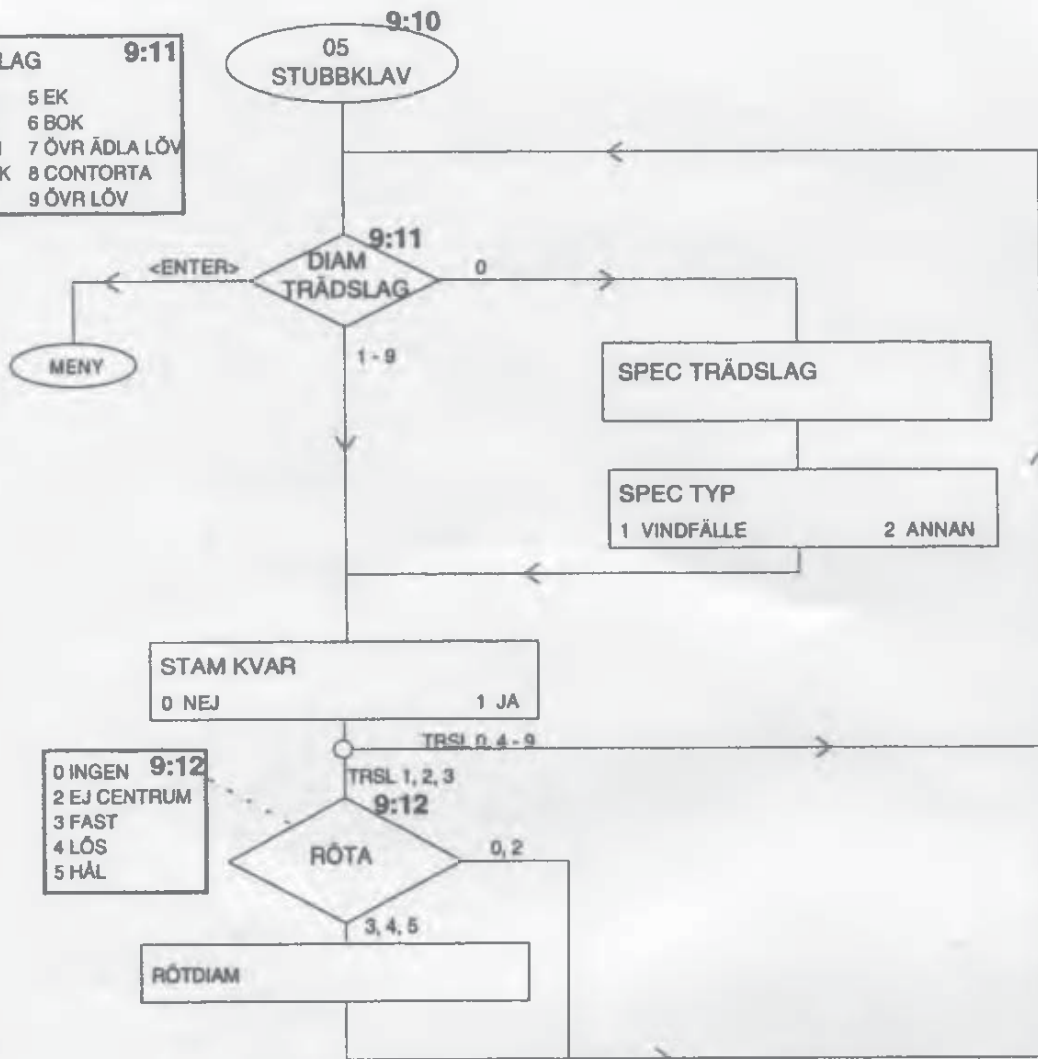 9:10
05
STUBBKLAV
LAG 9:11
5 EK
6 BOK
7 ÖVR ÄDLA LÖV
K 8 CONTORTA
9 ÖVR LÖV
9:11
DIAM
TRÄDSLAG
<ENTER>
0
MENY
1 - 9
SPEC TRÄDSLAG
SPEC TYP
1 VINDFÄLLE 2 ANNAN
STAM KVAR
0 NEJ 1 JA
TRSL 0, 4 - 9
TRSL 1, 2, 3
0 INGEN 9:12
2 EJ CENTRUM
3 FAST
4 LÖS
5 HÅL
9:12
RÖTA
0, 2
3, 4, 5
RÖTDIAM